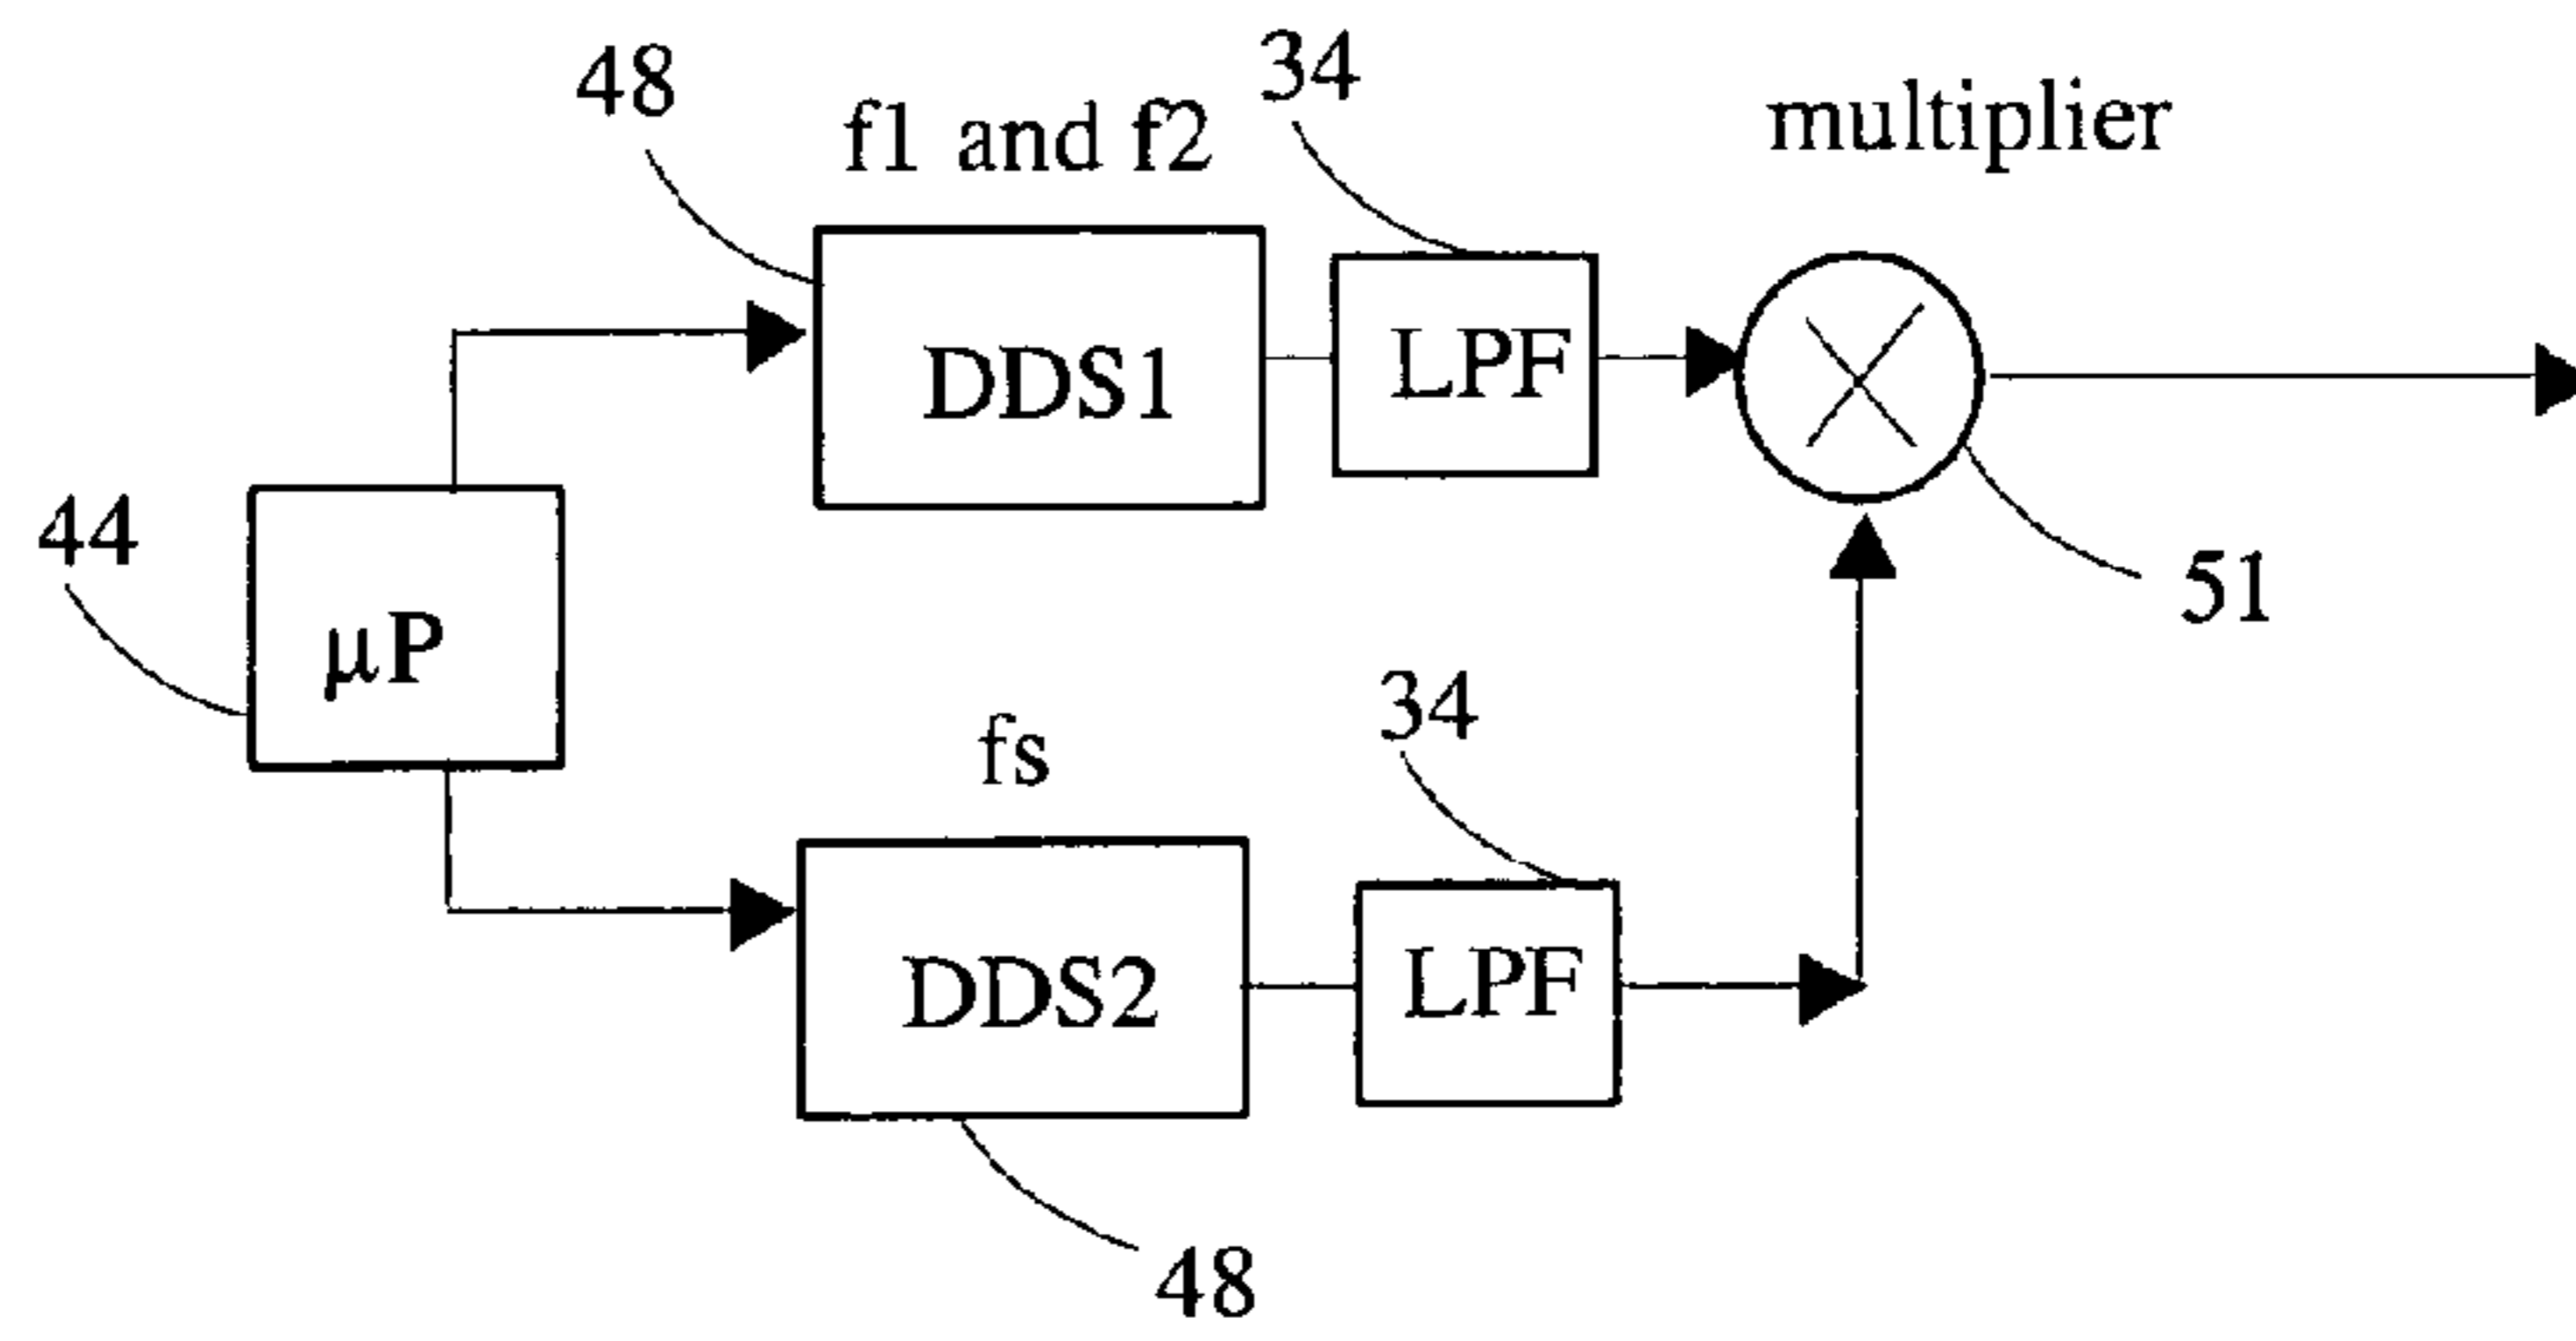 48
f1 and f2
34
multiplier
DDS1
LPF
44
µP
51
fs
34
DDS2
LPF
48